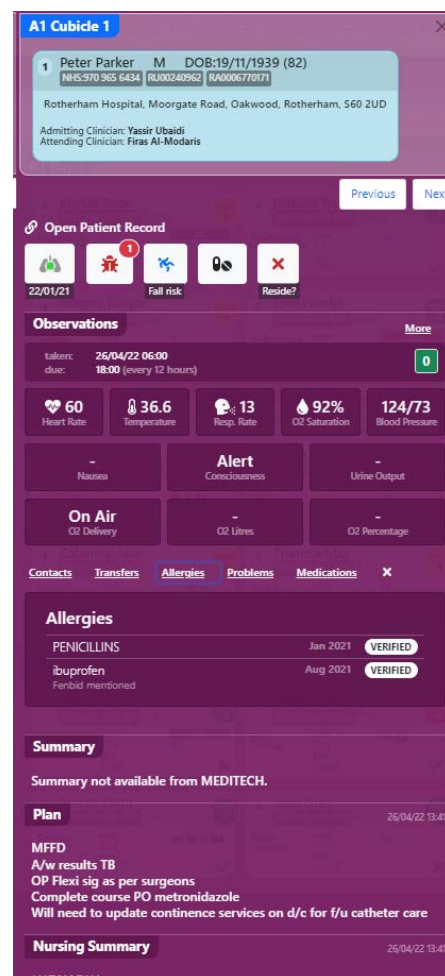 A1 Cubicle 1
1 Peter Parker M DOB:19/11/1939 (82)
NHS:970 965 6434 RU00240962 RA0006770171
Rotherham Hospital, Moorgate Road, Oakwood, Rotherham, S60 2UD
Admitting Clinician: Yassir Ubaidi
Attending Clinician: Firas Al-Modaris
Previous Next
Open Patient Record
1
22/01/21 Fall risk Reside?
Observations More
taken: 26/04/22 06:00
due: 18:00 (every 12 hours)
0
60 36.6 13 92% 124/73
Heart Rate Temperature Resp. Rate O2 Saturation Blood Pressure
- Alert -
Nausea Consciousness Urine Output
On Air - -
O2 Delivery O2 Litres O2 Percentage
Contacts Transfers Allergies Problems Medications
Allergies
PENICILLINS Jan 2021 VERIFIED
ibuprofen Aug 2021 VERIFIED
Fenbid mentioned
Summary
Summary not available from MEDITECH.
Plan 26/04/22 13:41
MFFD
A/w results TB
OP Flexi sig as per surgeons
Complete course PO metronidazole
Will need to update continence services on d/c for f/u catheter care
Nursing Summary 26/04/22 13:41